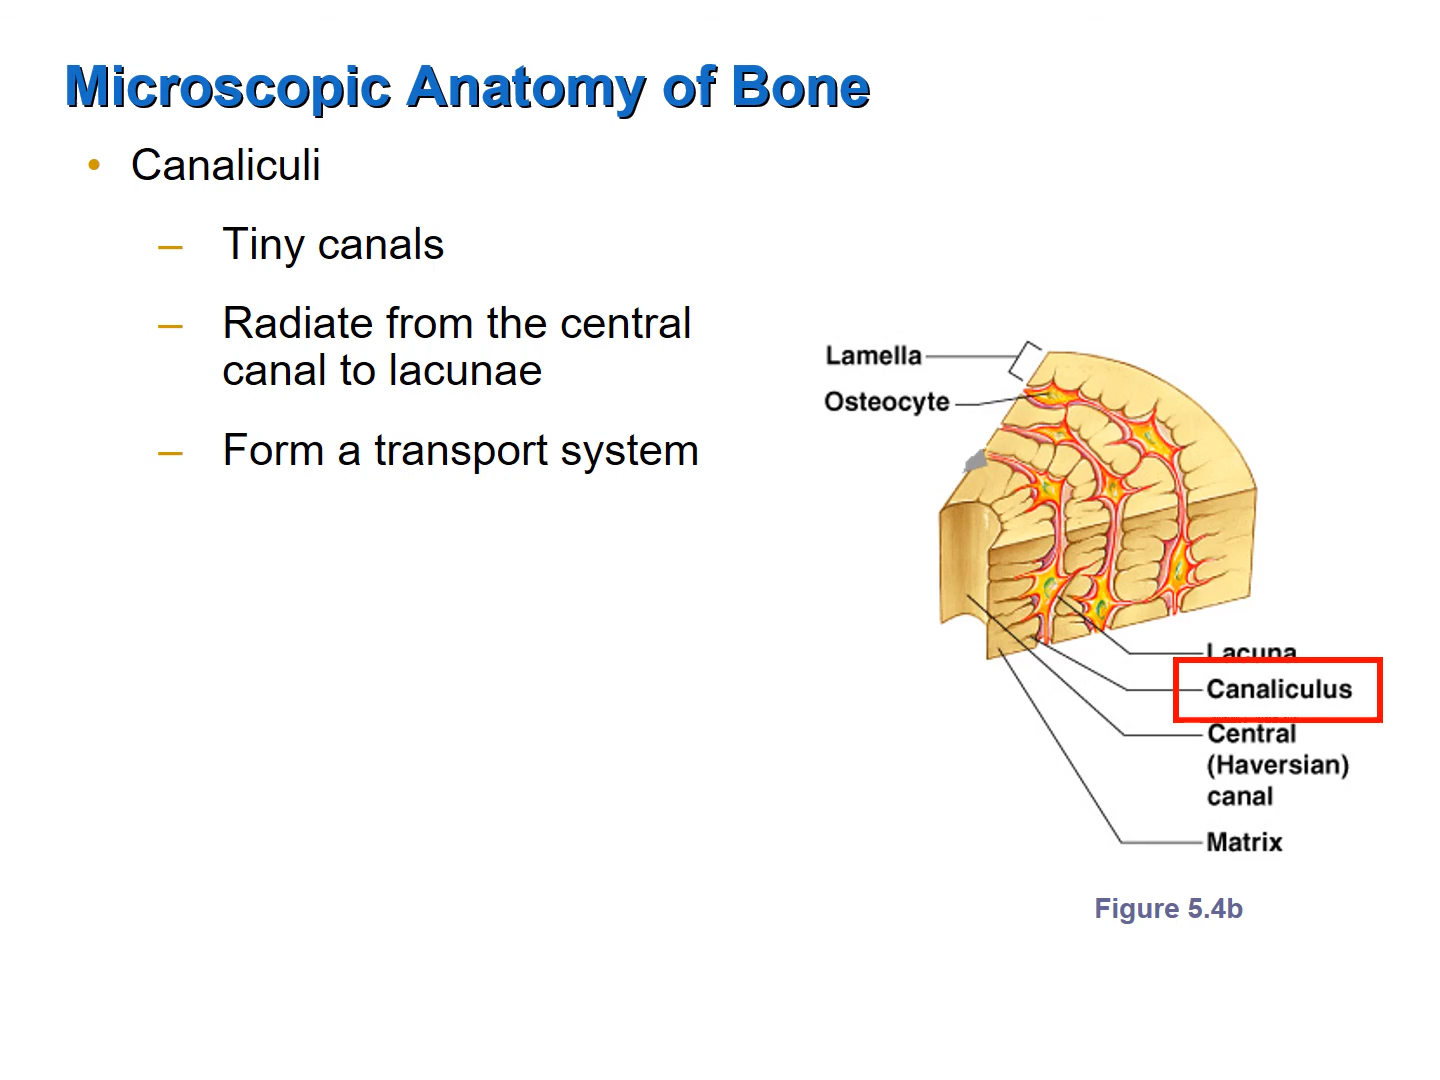 Microscopic Anatomy of Bone
• Canaliculi
– Tiny canals
– Radiate from the central
canal to lacunae
– Form a transport system
Lamella
Osteocyte
Lacuna
Canaliculus
Central
(Haversian)
canal
Matrix
Figure 5.4b